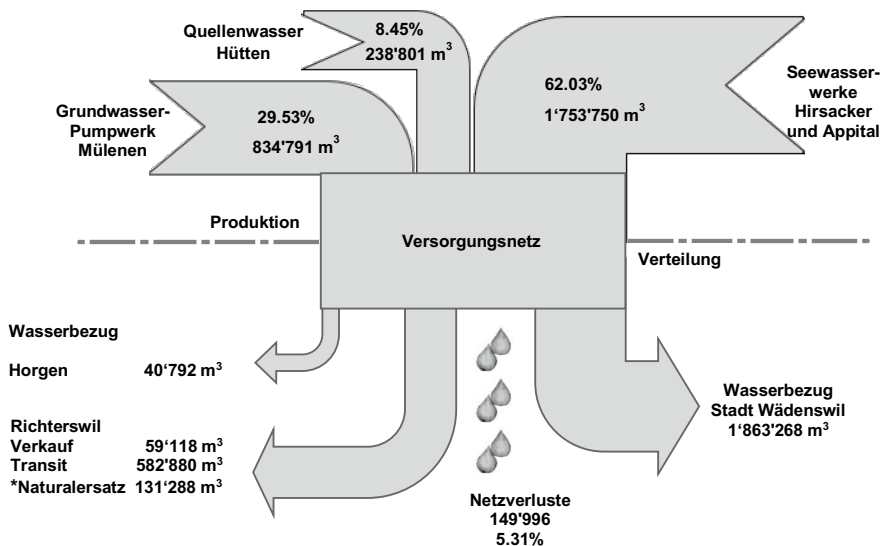 Quellenwasser
Hütten
8.45%
238'801 m³
Grundwasser-
Pumpwerk
Mülenen
29.53%
834'791 m³
62.03%
1‘753'750 m³
Seewasser-
werke
Hirsacker
und Appital
Produktion
Versorgungsnetz
Verteilung
Wasserbezug
Horgen 40‘792 m³
Richterswil
Verkauf 59‘118 m³
Transit 582'880 m³
*Naturalersatz 131‘288 m³
Netzverluste
149'996
5.31%
Wasserbezug
Stadt Wädenswil
1‘863'268 m³